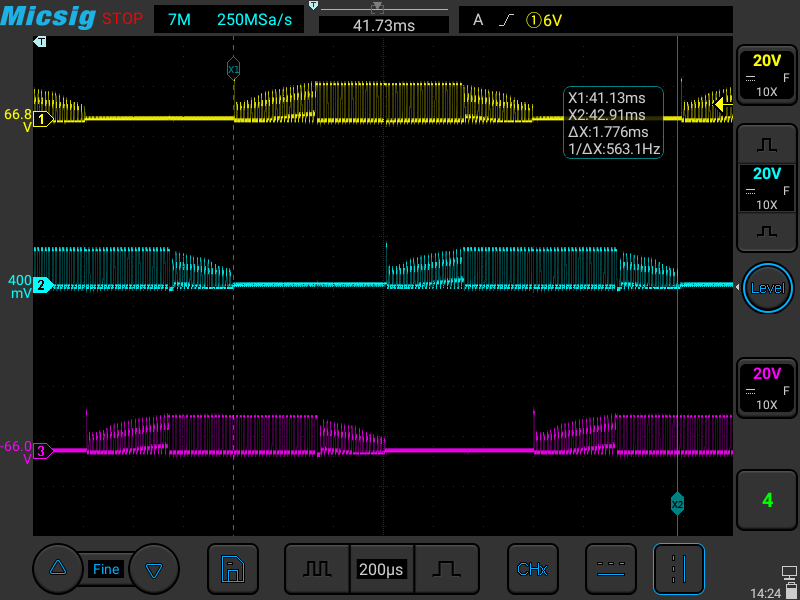 Micsig STOP 7M 250MSa/s T 41.73ms A 1 6V
T
X1
20V
F
10X
66.8
V
1
X1:41.13ms
X2:42.91ms
ΔX:1.776ms
1/ΔX:563.1Hz
20V
F
10X
400
mV
2
Level
20V
F
10X
-66.0
V
3
4
X2
Fine
200µs
CHx
14:24